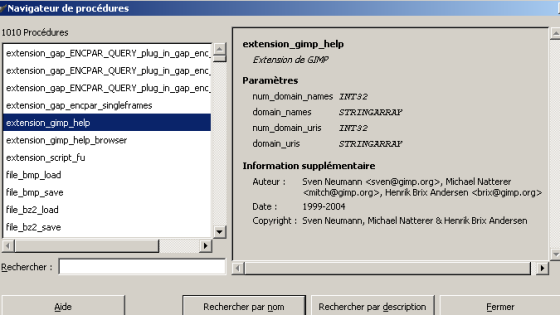 Navigateur de procédures
1010 Procédures
extension_gap_ENCPAR_QUERY_plug_in_gap_enc_
extension_gap_ENCPAR_QUERY_plug_in_gap_enc_
extension_gap_ENCPAR_QUERY_plug_in_gap_enc_
extension_gap_encpar_singleframes
extension_gimp_help
extension_gimp_help_browser
extension_script_fu
file_bmp_load
file_bmp_save
file_bz2_load
file_bz2_save
Rechercher :
extension_gimp_help
Extension de GIMP
Paramètres
num_domain_names INT32
domain_names STRINGARRAY
num_domain_uris INT32
domain_uris STRINGARRAY
Information supplémentaire
Auteur : Sven Neumann <sven@gimp.org>, Michael Natterer
<mitch@gimp.org>, Henrik Brix Andersen <brix@gimp.org>
Date : 1999-2004
Copyright : Sven Neumann, Michael Natterer & Henrik Brix Andersen
Aide
Rechercher par nom
Rechercher par description
Fermer